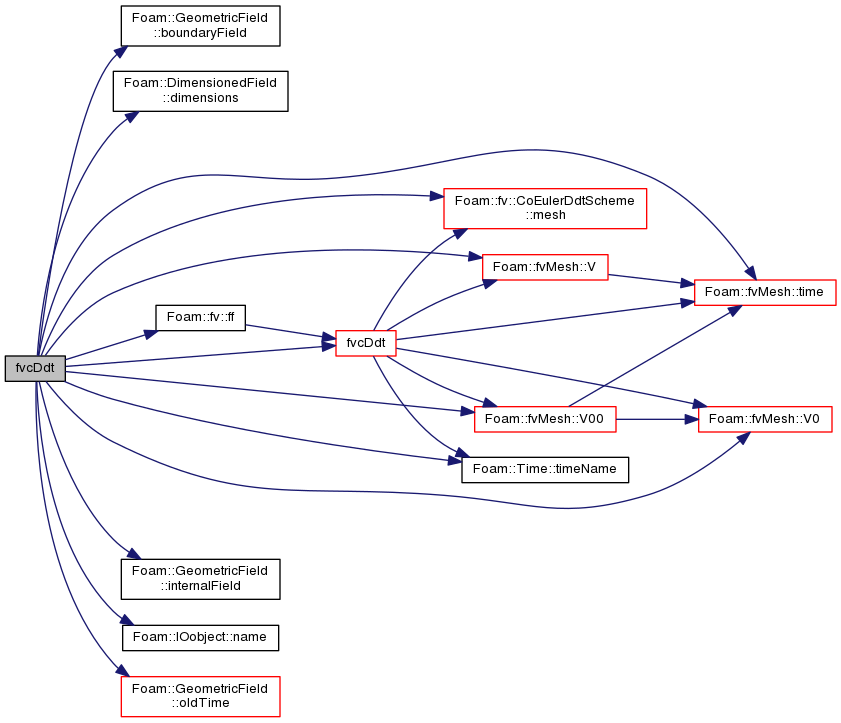 Foam::GeometricField
::boundaryField
Foam::DimensionedField
::dimensions
Foam::fv::CoEulerDdtScheme
::mesh
Foam::fvMesh::V
Foam::fvMesh::time
Foam::fv::ff
fvcDdt
fvcDdt
Foam::fvMesh::V00
Foam::fvMesh::V0
Foam::Time::timeName
Foam::GeometricField
::internalField
Foam::IOobject::name
Foam::GeometricField
::oldTime